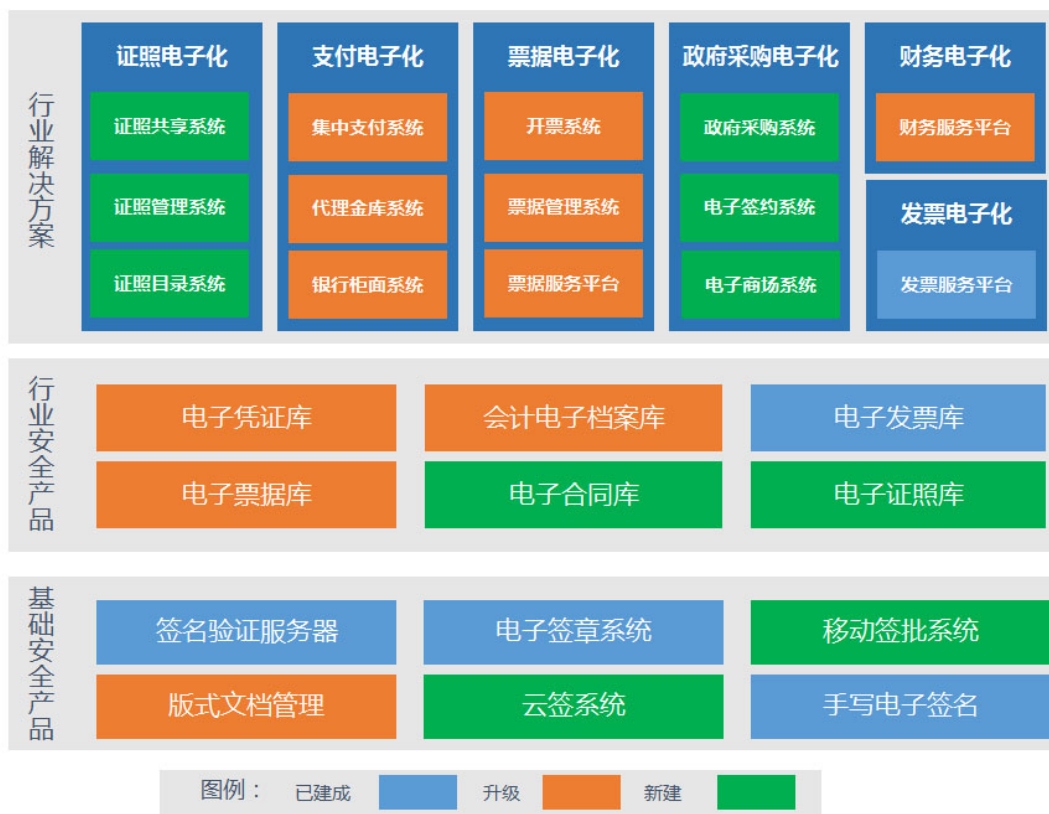 行业解决方案
证照电子化
证照共享系统
证照管理系统
证照目录系统
支付电子化
集中支付系统
代理金库系统
银行柜面系统
票据电子化
开票系统
票据管理系统
票据服务平台
政府采购电子化
政府采购系统
电子签约系统
电子商场系统
财务电子化
财务服务平台
发票电子化
发票服务平台
行业安全产品
电子凭证库
会计电子档案库
电子发票库
电子票据库
电子合同库
电子证照库
基础安全产品
签名验证服务器
电子签章系统
移动签批系统
版式文档管理
云签系统
手写电子签名
图例：
已建成
升级
新建